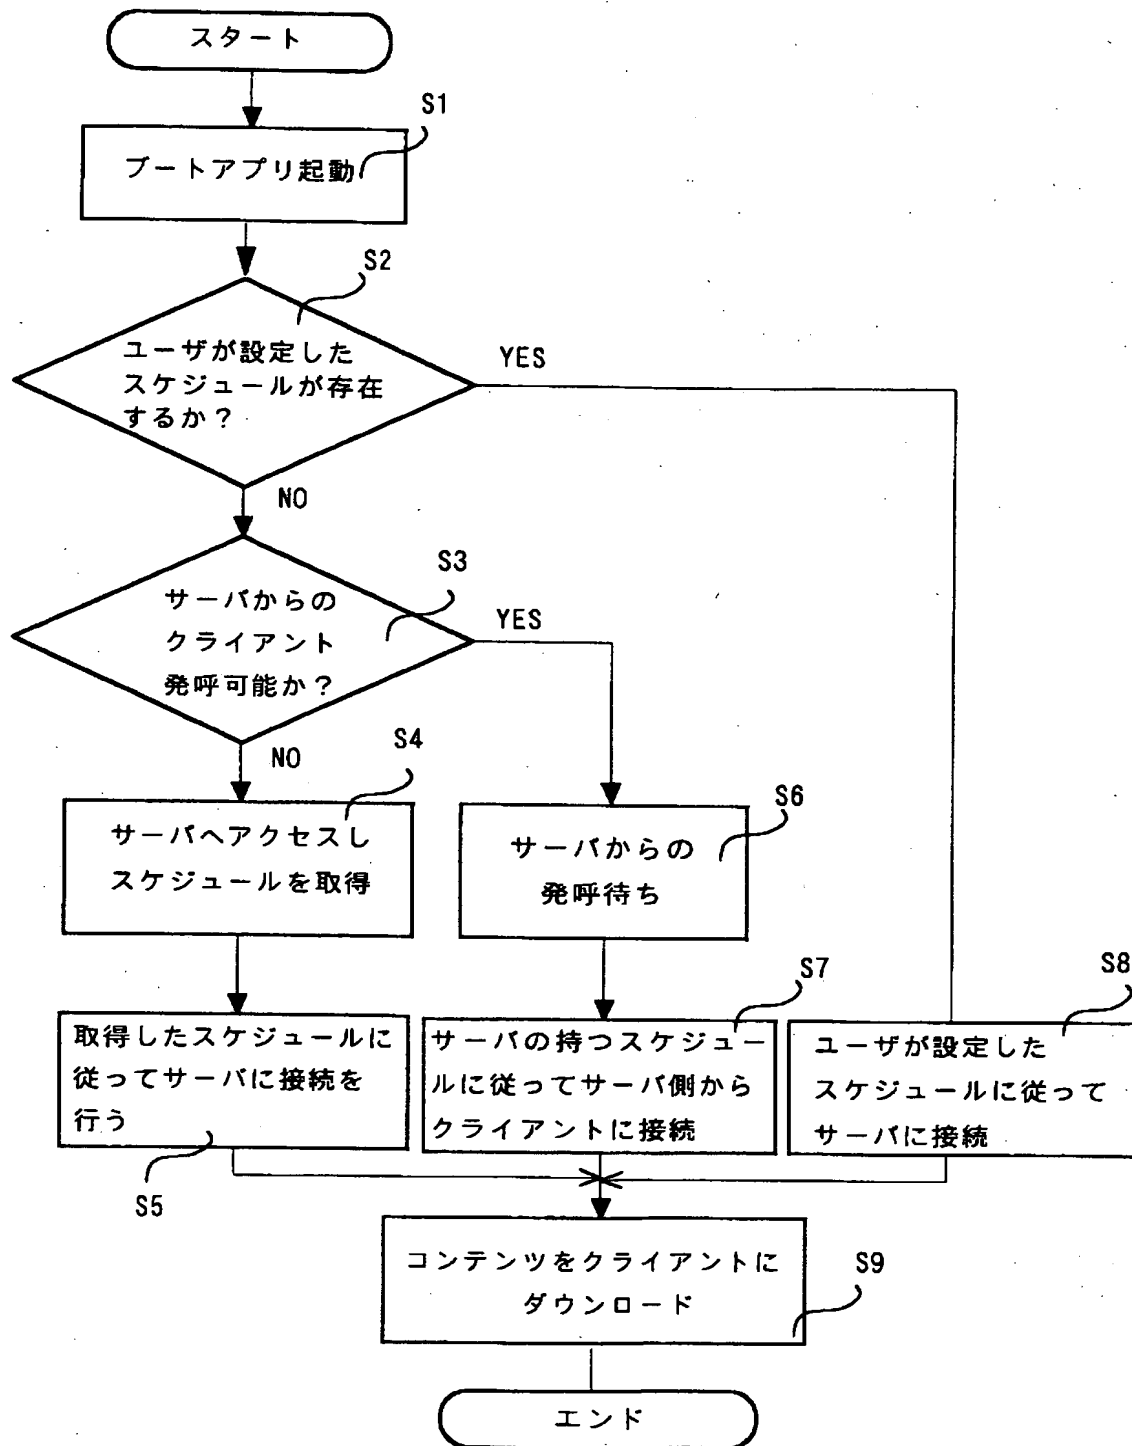 スタート
S1
ブートアプリ起動
S2
ユーザが設定した
スケジュールが存在
するか?
YES
NO
S3
サーバからの
クライアント
発呼可能か?
YES
NO
S4
サーバへアクセスし
スケジュールを取得
S6
サーバからの
発呼待ち
取得したスケジュールに
従ってサーバに接続を
行う
S5
S7
サーバの持つスケジュー
ルに従ってサーバ側から
クライアントに接続
S8
ユーザが設定した
スケジュールに従って
サーバに接続
コンテンツをクライアントに
ダウンロード
S9
エンド